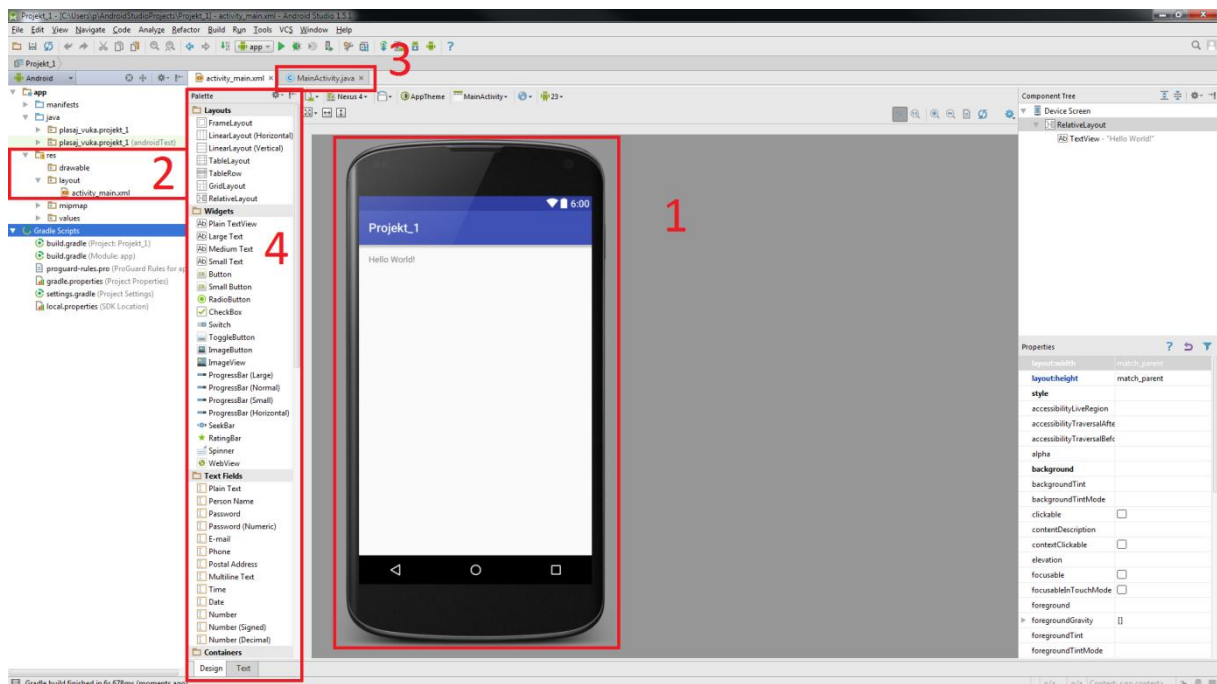 Projekt_1 - [C:\Users\p\AndroidStudioProjects\Projekt_1] - activity_main.xml - Android Studio 1.5.1
File Edit View Navigate Code Analyze Refactor Build Run Tools VCS Window Help
app
Projekt_1
3
Android
activity_main.xml
MainActivity.java
app
manifests
java
plasaj_vuka.projekt_1
plasaj_vuka.projekt_1 (androidTest)
res
drawable
layout
activity_main.xml
mipmap
values
2
Gradle Scripts
build.gradle (Project: Projekt_1)
build.gradle (Module: app)
proguard-rules.pro (ProGuard Rules for ap
gradle.properties (Project Properties)
settings.gradle (Project Settings)
local.properties (SDK Location)
Palette
Layouts
FrameLayout
LinearLayout (Horizontal)
LinearLayout (Vertical)
TableLayout
TableRow
GridLayout
RelativeLayout
Widgets
Plain TextView
Large Text
Medium Text
Small Text
Button
Small Button
RadioButton
CheckBox
Switch
ToggleButton
ImageButton
ImageView
ProgressBar (Large)
ProgressBar (Normal)
ProgressBar (Small)
ProgressBar (Horizontal)
SeekBar
RatingBar
Spinner
WebView
Text Fields
Plain Text
Person Name
Password
Password (Numeric)
E-mail
Phone
Postal Address
Multiline Text
Time
Date
Number
Number (Signed)
Number (Decimal)
Containers
4
Design Text
Nexus 4 AppTheme MainActivity 23
6:00
Projekt_1
Hello World!
1
Component Tree
Device Screen
RelativeLayout
Ab TextView - "Hello World!"
Properties
layout:width match_parent
layout:height match_parent
style
accessibilityLiveRegion
accessibilityTraversalAfte
accessibilityTraversalBefc
alpha
background
backgroundTint
backgroundTintMode
clickable
contentDescription
contextClickable
elevation
focusable
focusableInTouchMode
foreground
foregroundGravity []
foregroundTint
foregroundTintMode
Gradle build finished in 6s 678ms (moments ago)
n/a n/a Context: <no context>